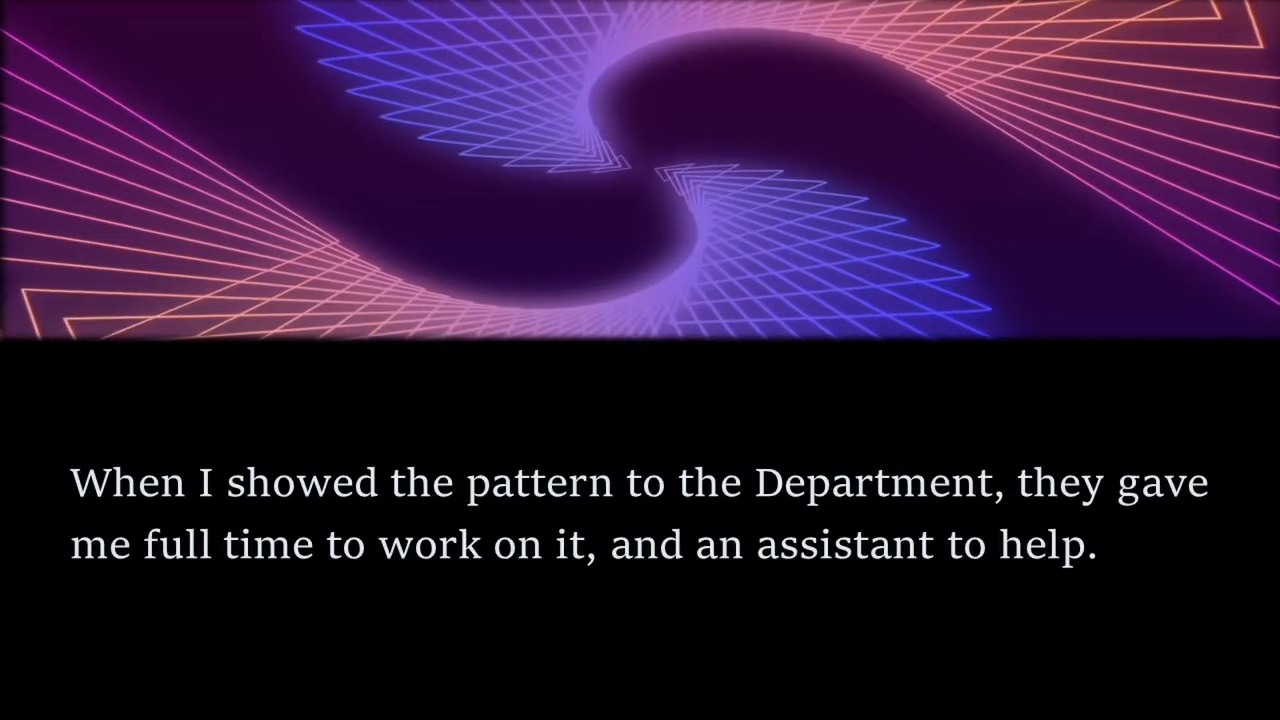 When I showed the pattern to the Department, they gave
me full time to work on it, and an assistant to help.